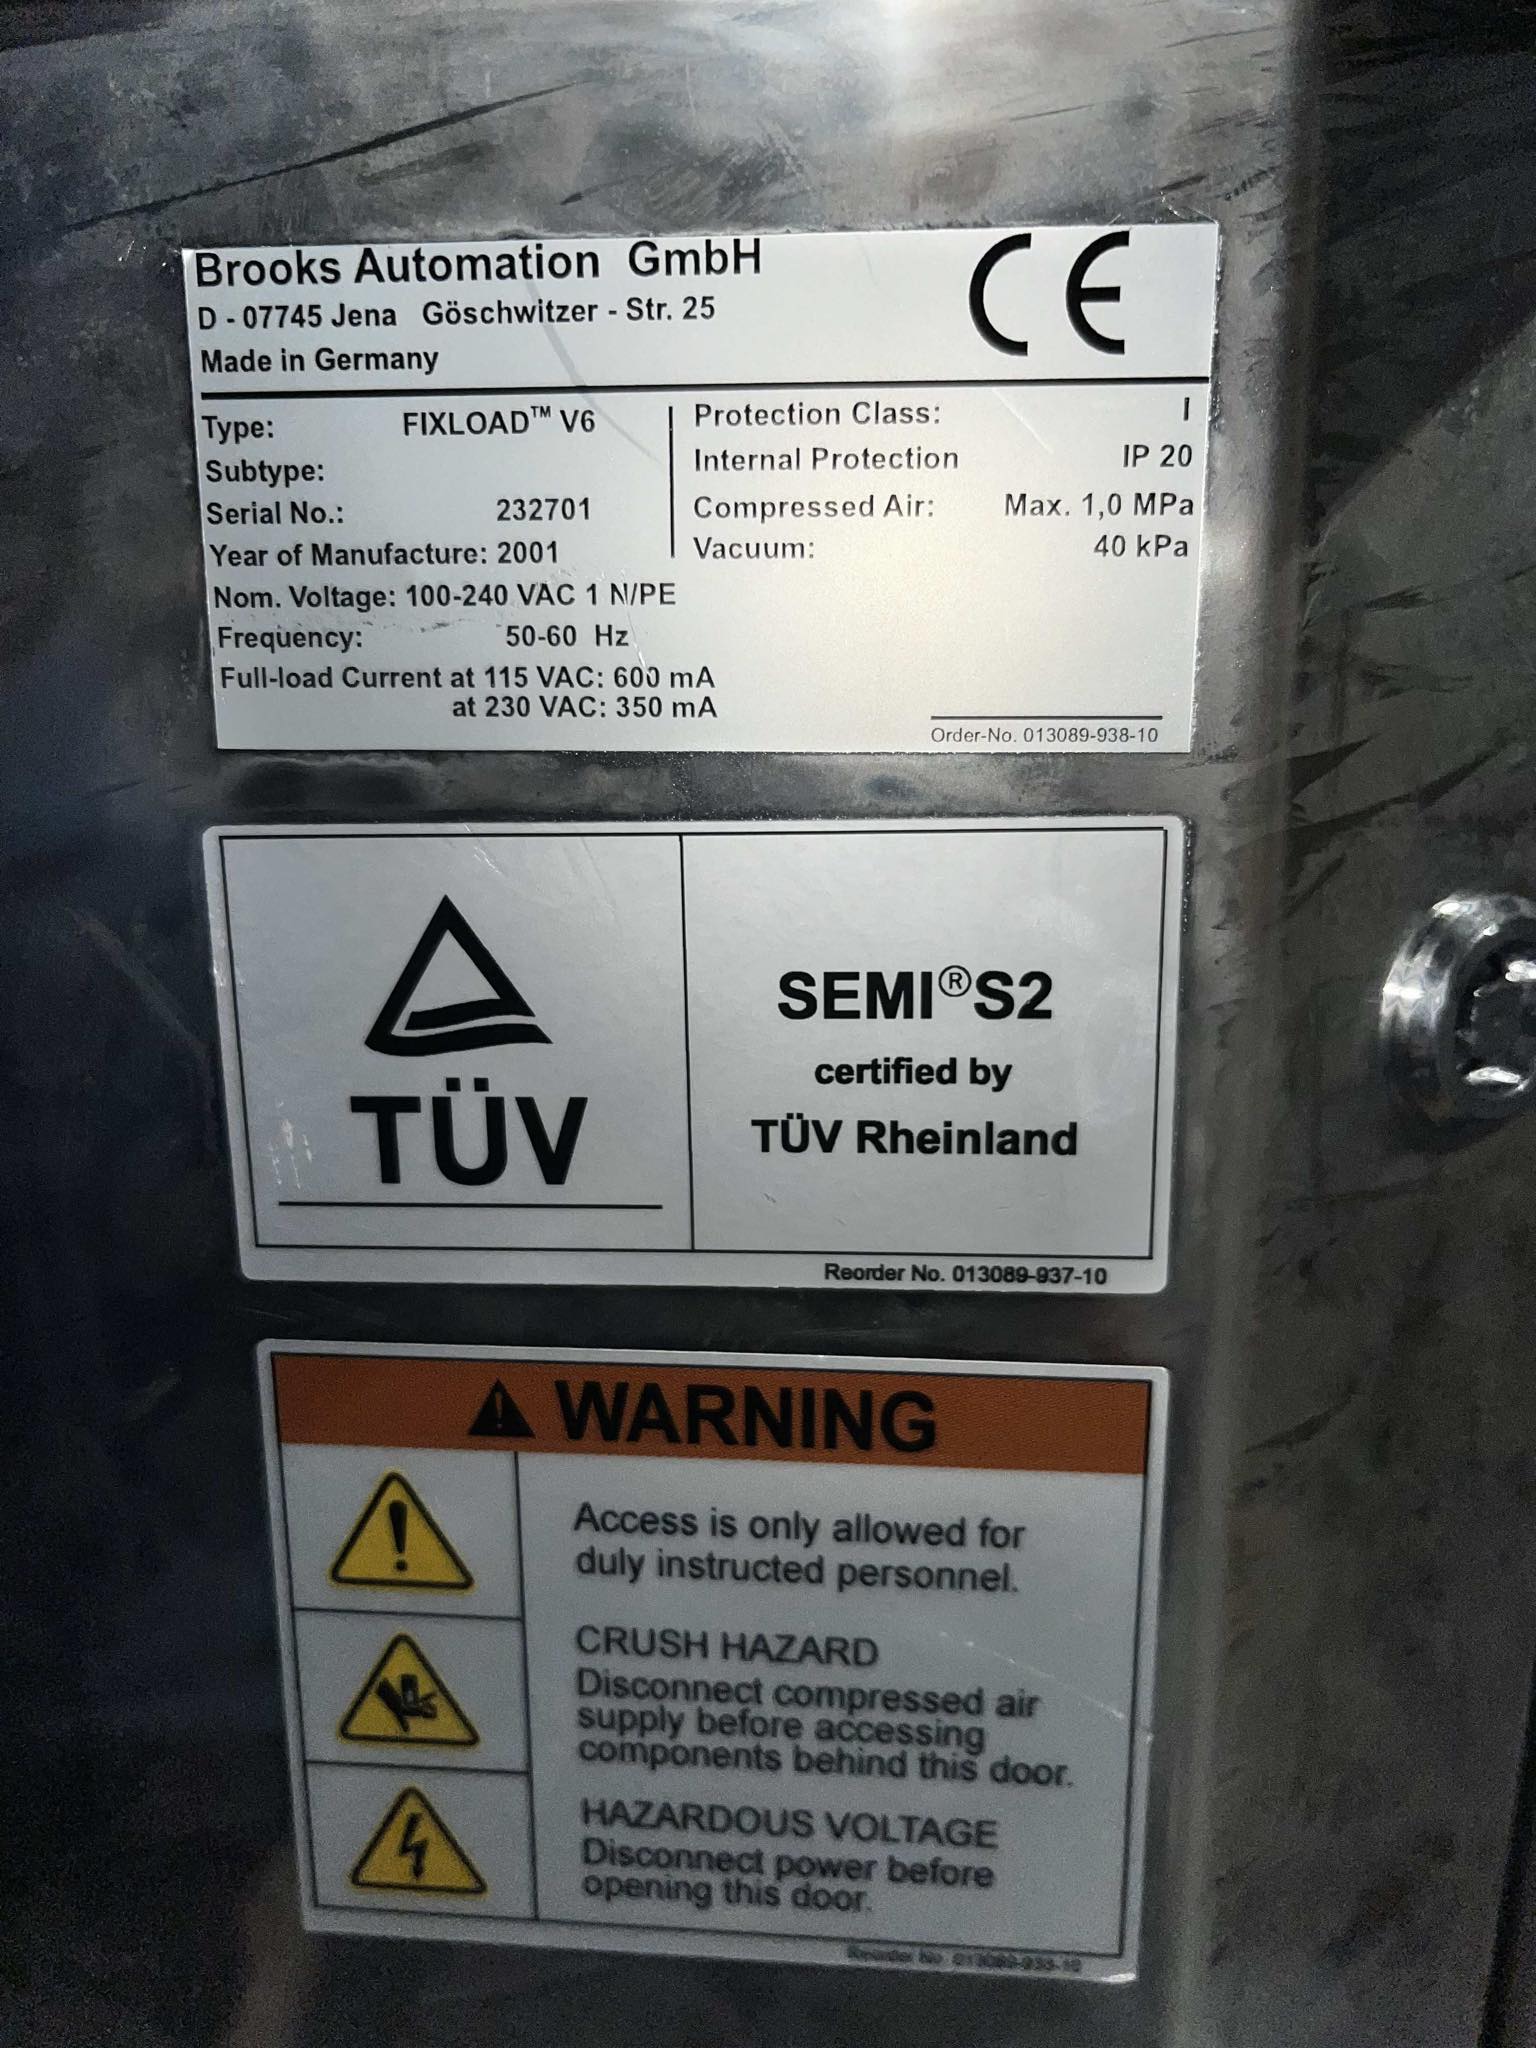 Brooks Automation GmbH
D - 07745 Jena Göschwitzer - Str. 25
Made in Germany
CE
Type: FIXLOAD™ V6
Subtype:
Serial No.: 232701
Year of Manufacture: 2001
Nom. Voltage: 100-240 VAC 1 N/PE
Frequency: 50-60 Hz
Full-load Current at 115 VAC: 600 mA
at 230 VAC: 350 mA
Protection Class: I
Internal Protection IP 20
Compressed Air: Max. 1,0 MPa
Vacuum: 40 kPa
Order-No. 013089-938-10
TÜV
SEMI®S2
certified by
TÜV Rheinland
Reorder No. 013089-937-10
WARNING
Access is only allowed for
duly instructed personnel.
CRUSH HAZARD
Disconnect compressed air
supply before accessing
components behind this door.
HAZARDOUS VOLTAGE
Disconnect power before
opening this door.
Reorder No